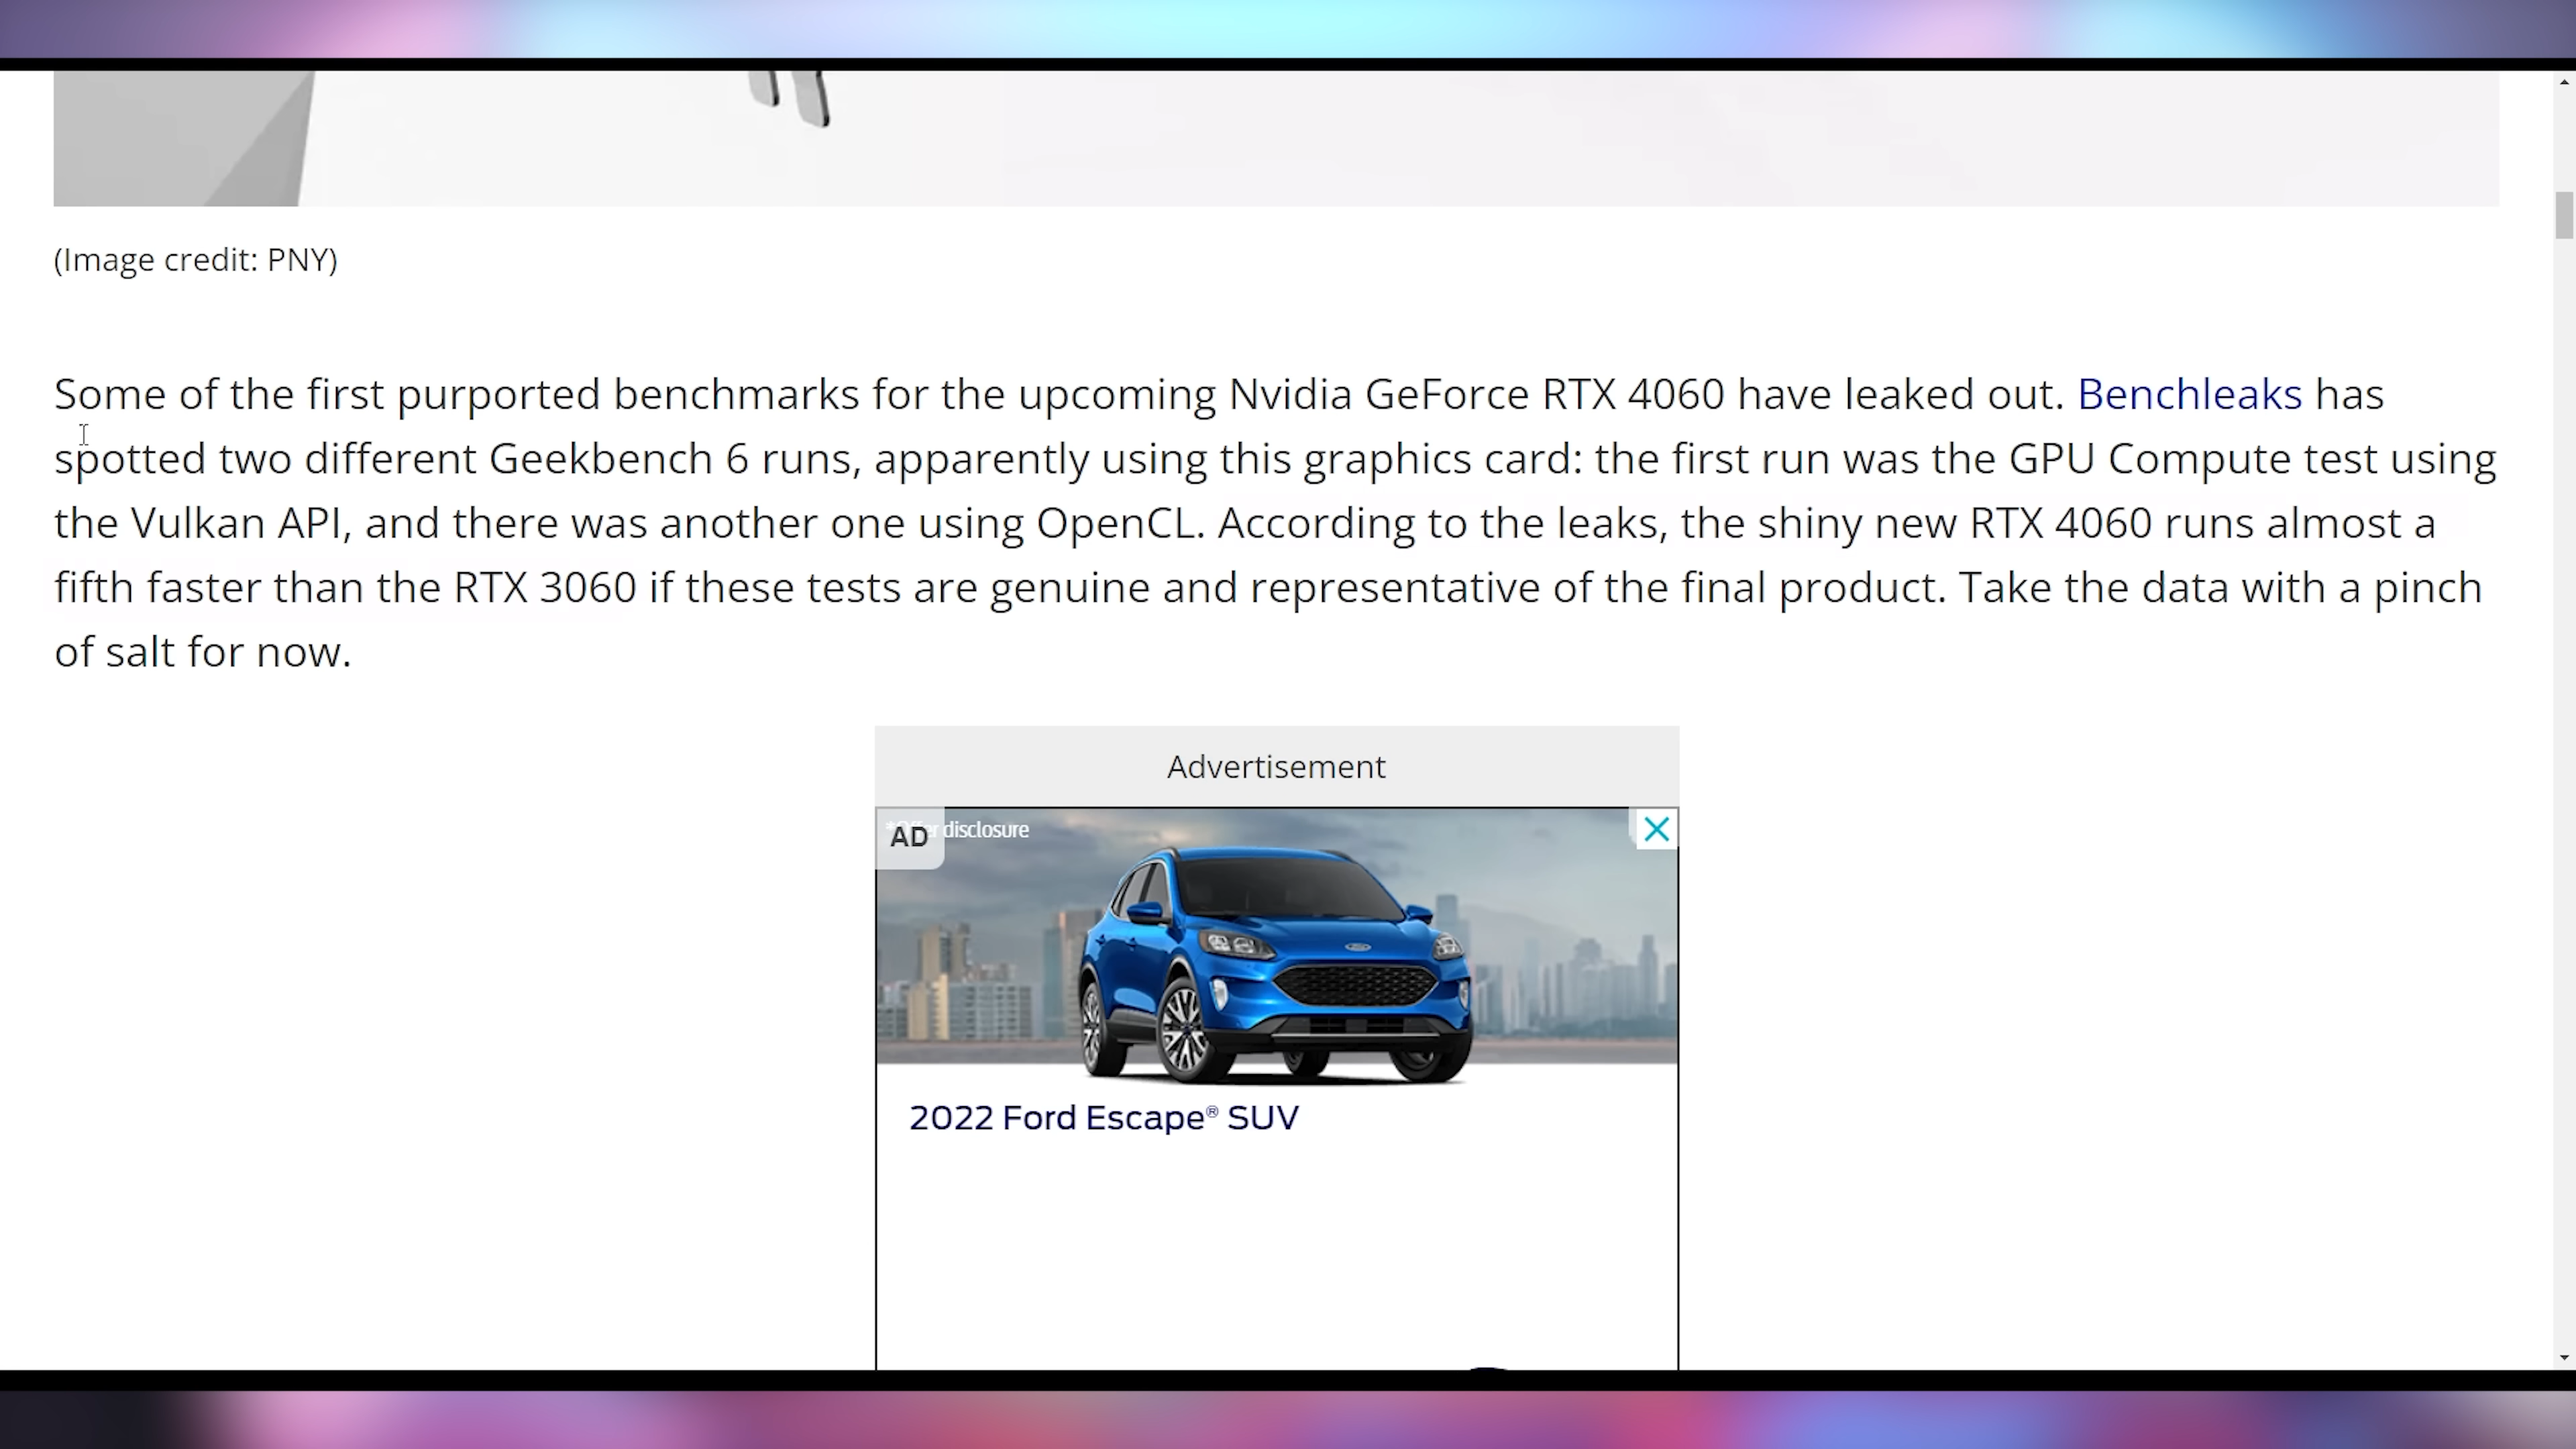 (Image credit: PNY)
Some of the first purported benchmarks for the upcoming Nvidia GeForce RTX 4060 have leaked out. Benchleaks has
spotted two different Geekbench 6 runs, apparently using this graphics card: the first run was the GPU Compute test using
the Vulkan API, and there was another one using OpenCL. According to the leaks, the shiny new RTX 4060 runs almost a
fifth faster than the RTX 3060 if these tests are genuine and representative of the final product. Take the data with a pinch
of salt for now.
Advertisement
*Offer disclosure
AD
2022 Ford Escape® SUV